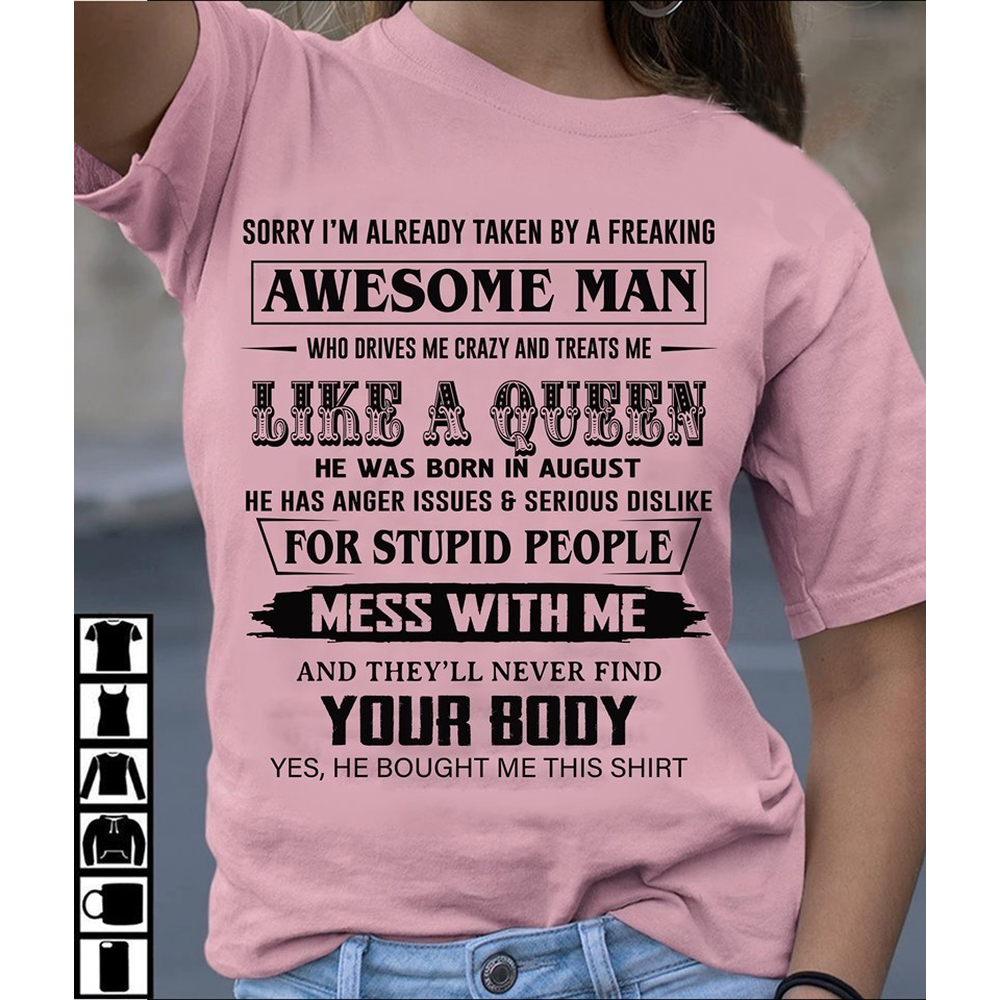 SORRY I'M ALREADY TAKEN BY A FREAKING
AWESOME MAN
WHO DRIVES ME CRAZY AND TREATS ME
LIKE A QUEEN
HE WAS BORN IN AUGUST
HE HAS ANGER ISSUES & SERIOUS DISLIKE
FOR STUPID PEOPLE
MESS WITH ME
AND THEY'LL NEVER FIND
YOUR BODY
YES, HE BOUGHT ME THIS SHIRT